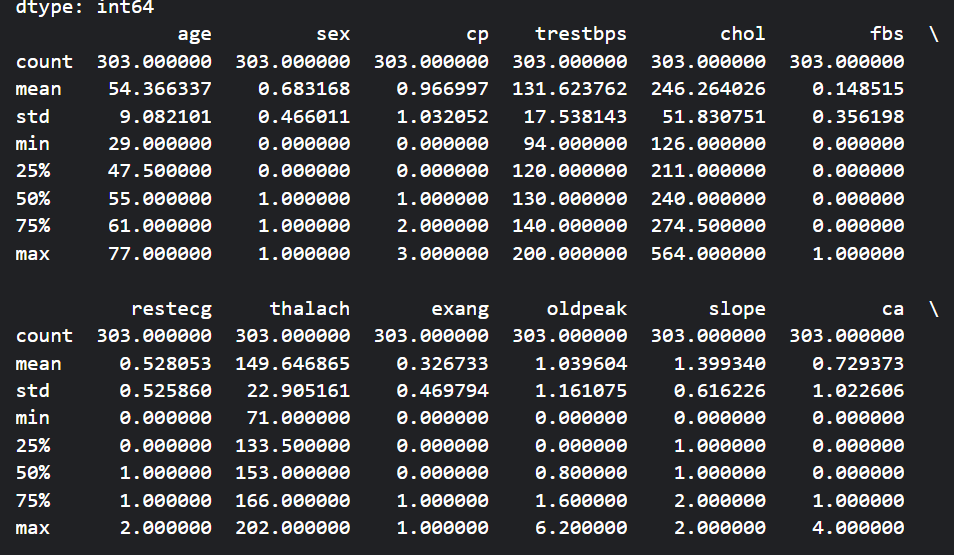 dtype: int64
age sex cp trestbps chol fbs \
count 303.000000 303.000000 303.000000 303.000000 303.000000 303.000000
mean 54.366337 0.683168 0.966997 131.623762 246.264026 0.148515
std 9.082101 0.466011 1.032052 17.538143 51.830751 0.356198
min 29.000000 0.000000 0.000000 94.000000 126.000000 0.000000
25% 47.500000 0.000000 0.000000 120.000000 211.000000 0.000000
50% 55.000000 1.000000 1.000000 130.000000 240.000000 0.000000
75% 61.000000 1.000000 2.000000 140.000000 274.500000 0.000000
max 77.000000 1.000000 3.000000 200.000000 564.000000 1.000000
restecg thalach exang oldpeak slope ca \
count 303.000000 303.000000 303.000000 303.000000 303.000000 303.000000
mean 0.528053 149.646865 0.326733 1.039604 1.399340 0.729373
std 0.525860 22.905161 0.469794 1.161075 0.616226 1.022606
min 0.000000 71.000000 0.000000 0.000000 0.000000 0.000000
25% 0.000000 133.500000 0.000000 0.000000 1.000000 0.000000
50% 1.000000 153.000000 0.000000 0.800000 1.000000 0.000000
75% 1.000000 166.000000 1.000000 1.600000 2.000000 1.000000
max 2.000000 202.000000 1.000000 6.200000 2.000000 4.000000